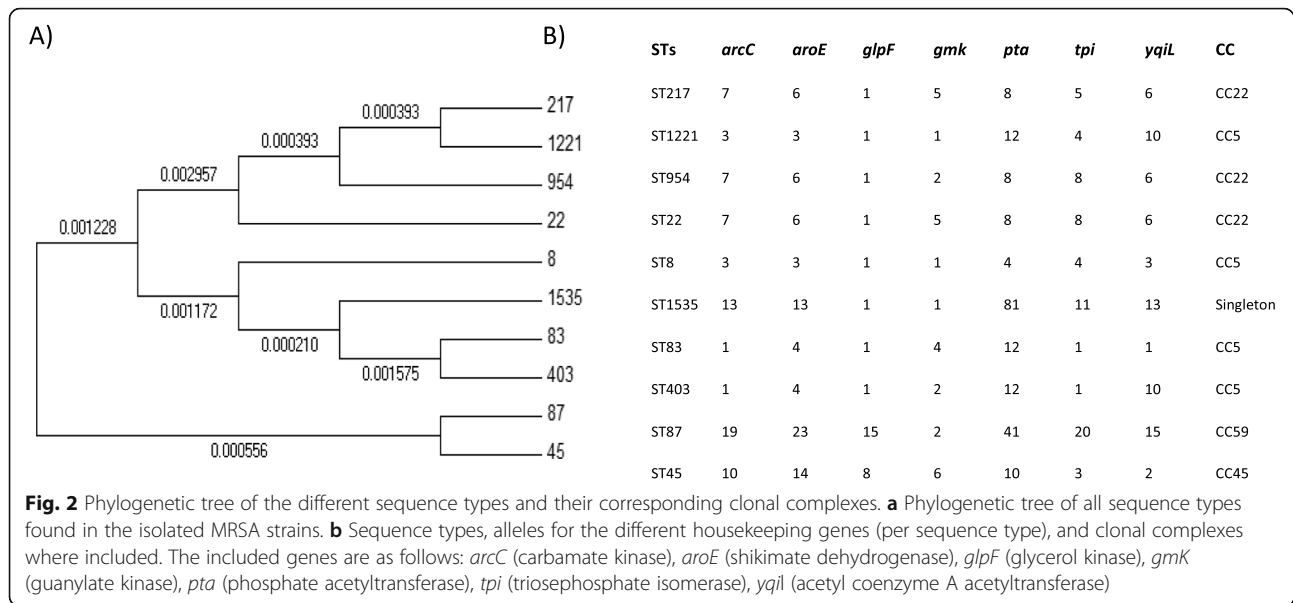 A)
B)
0.000393
217
0.000393
1221
0.002957
954
0.001228
22
8
0.001172
1535
0.000210
83
0.001575
403
87
0.000556
45
STs arcC aroE glpF gmk pta tpi yqiL CC
ST217 7 6 1 5 8 5 6 CC22
ST1221 3 3 1 1 12 4 10 CC5
ST954 7 6 1 2 8 8 6 CC22
ST22 7 6 1 5 8 8 6 CC22
ST8 3 3 1 1 4 4 3 CC5
ST1535 13 13 1 1 81 11 13 Singleton
ST83 1 4 1 4 12 1 1 CC5
ST403 1 4 1 2 12 1 10 CC5
ST87 19 23 15 2 41 20 15 CC59
ST45 10 14 8 6 10 3 2 CC45
Fig. 2 Phylogenetic tree of the different sequence types and their corresponding clonal complexes. a Phylogenetic tree of all sequence types
found in the isolated MRSA strains. b Sequence types, alleles for the different housekeeping genes (per sequence type), and clonal complexes
where included. The included genes are as follows: arcC (carbamate kinase), aroE (shikimate dehydrogenase), glpF (glycerol kinase), gmK
(guanylate kinase), pta (phosphate acetyltransferase), tpi (triosephosphate isomerase), yqil (acetyl coenzyme A acetyltransferase)